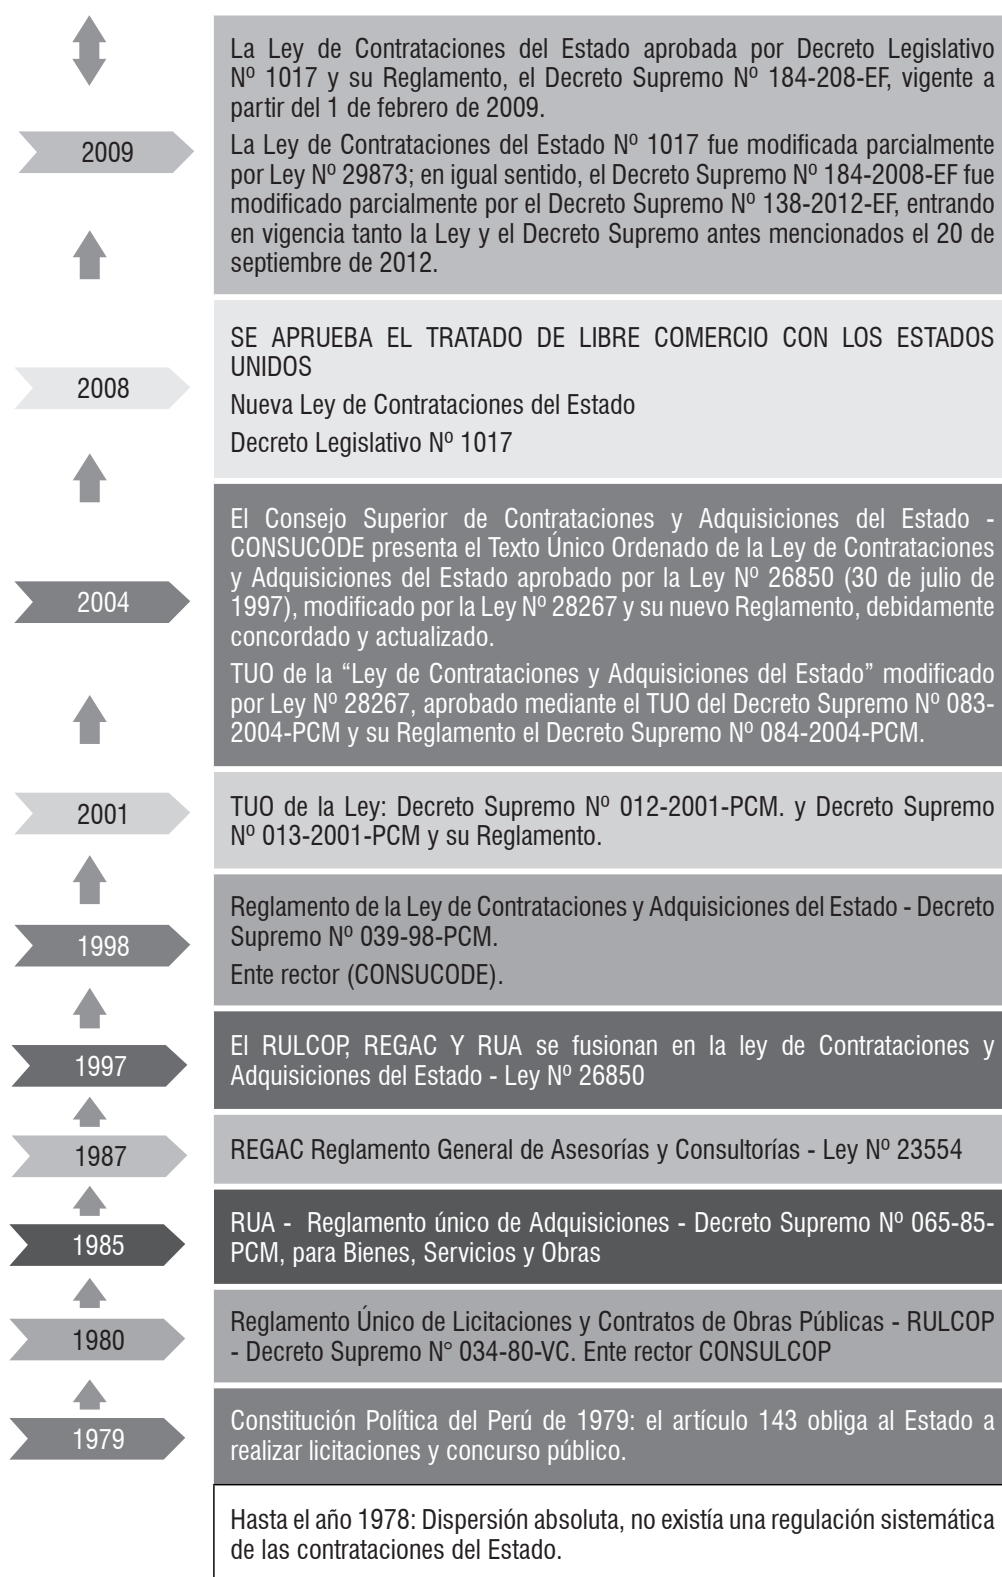 La Ley de Contrataciones del Estado aprobada por Decreto Legislativo
Nº 1017 y su Reglamento, el Decreto Supremo Nº 184-208-EF, vigente a
partir del 1 de febrero de 2009.
2009
La Ley de Contrataciones del Estado Nº 1017 fue modificada parcialmente
por Ley Nº 29873; en igual sentido, el Decreto Supremo Nº 184-2008-EF fue
modificado parcialmente por el Decreto Supremo Nº 138-2012-EF, entrando
en vigencia tanto la Ley y el Decreto Supremo antes mencionados el 20 de
septiembre de 2012.
SE APRUEBA EL TRATADO DE LIBRE COMERCIO CON LOS ESTADOS
UNIDOS
2008
Nueva Ley de Contrataciones del Estado
Decreto Legislativo Nº 1017
El Consejo Superior de Contrataciones y Adquisiciones del Estado -
CONSUCODE presenta el Texto Único Ordenado de la Ley de Contrataciones
y Adquisiciones del Estado aprobado por la Ley Nº 26850 (30 de julio de
2004
1997), modificado por la Ley Nº 28267 y su nuevo Reglamento, debidamente
concordado y actualizado.
TUO de la “Ley de Contrataciones y Adquisiciones del Estado” modificado
por Ley Nº 28267, aprobado mediante el TUO del Decreto Supremo Nº 083-
2004-PCM y su Reglamento el Decreto Supremo Nº 084-2004-PCM.
2001
TUO de la Ley: Decreto Supremo Nº 012-2001-PCM. y Decreto Supremo
Nº 013-2001-PCM y su Reglamento.
Reglamento de la Ley de Contrataciones y Adquisiciones del Estado - Decreto
Supremo Nº 039-98-PCM.
1998
Ente rector (CONSUCODE).
El RULCOP, REGAC Y RUA se fusionan en la ley de Contrataciones y
1997
Adquisiciones del Estado - Ley Nº 26850
1987
REGAC Reglamento General de Asesorías y Consultorías - Ley Nº 23554
RUA - Reglamento único de Adquisiciones - Decreto Supremo Nº 065-85-
1985
PCM, para Bienes, Servicios y Obras
Reglamento Único de Licitaciones y Contratos de Obras Públicas - RULCOP
1980
- Decreto Supremo N° 034-80-VC. Ente rector CONSULCOP
Constitución Política del Perú de 1979: el artículo 143 obliga al Estado a
1979
realizar licitaciones y concurso público.
Hasta el año 1978: Dispersión absoluta, no existía una regulación sistemática
de las contrataciones del Estado.